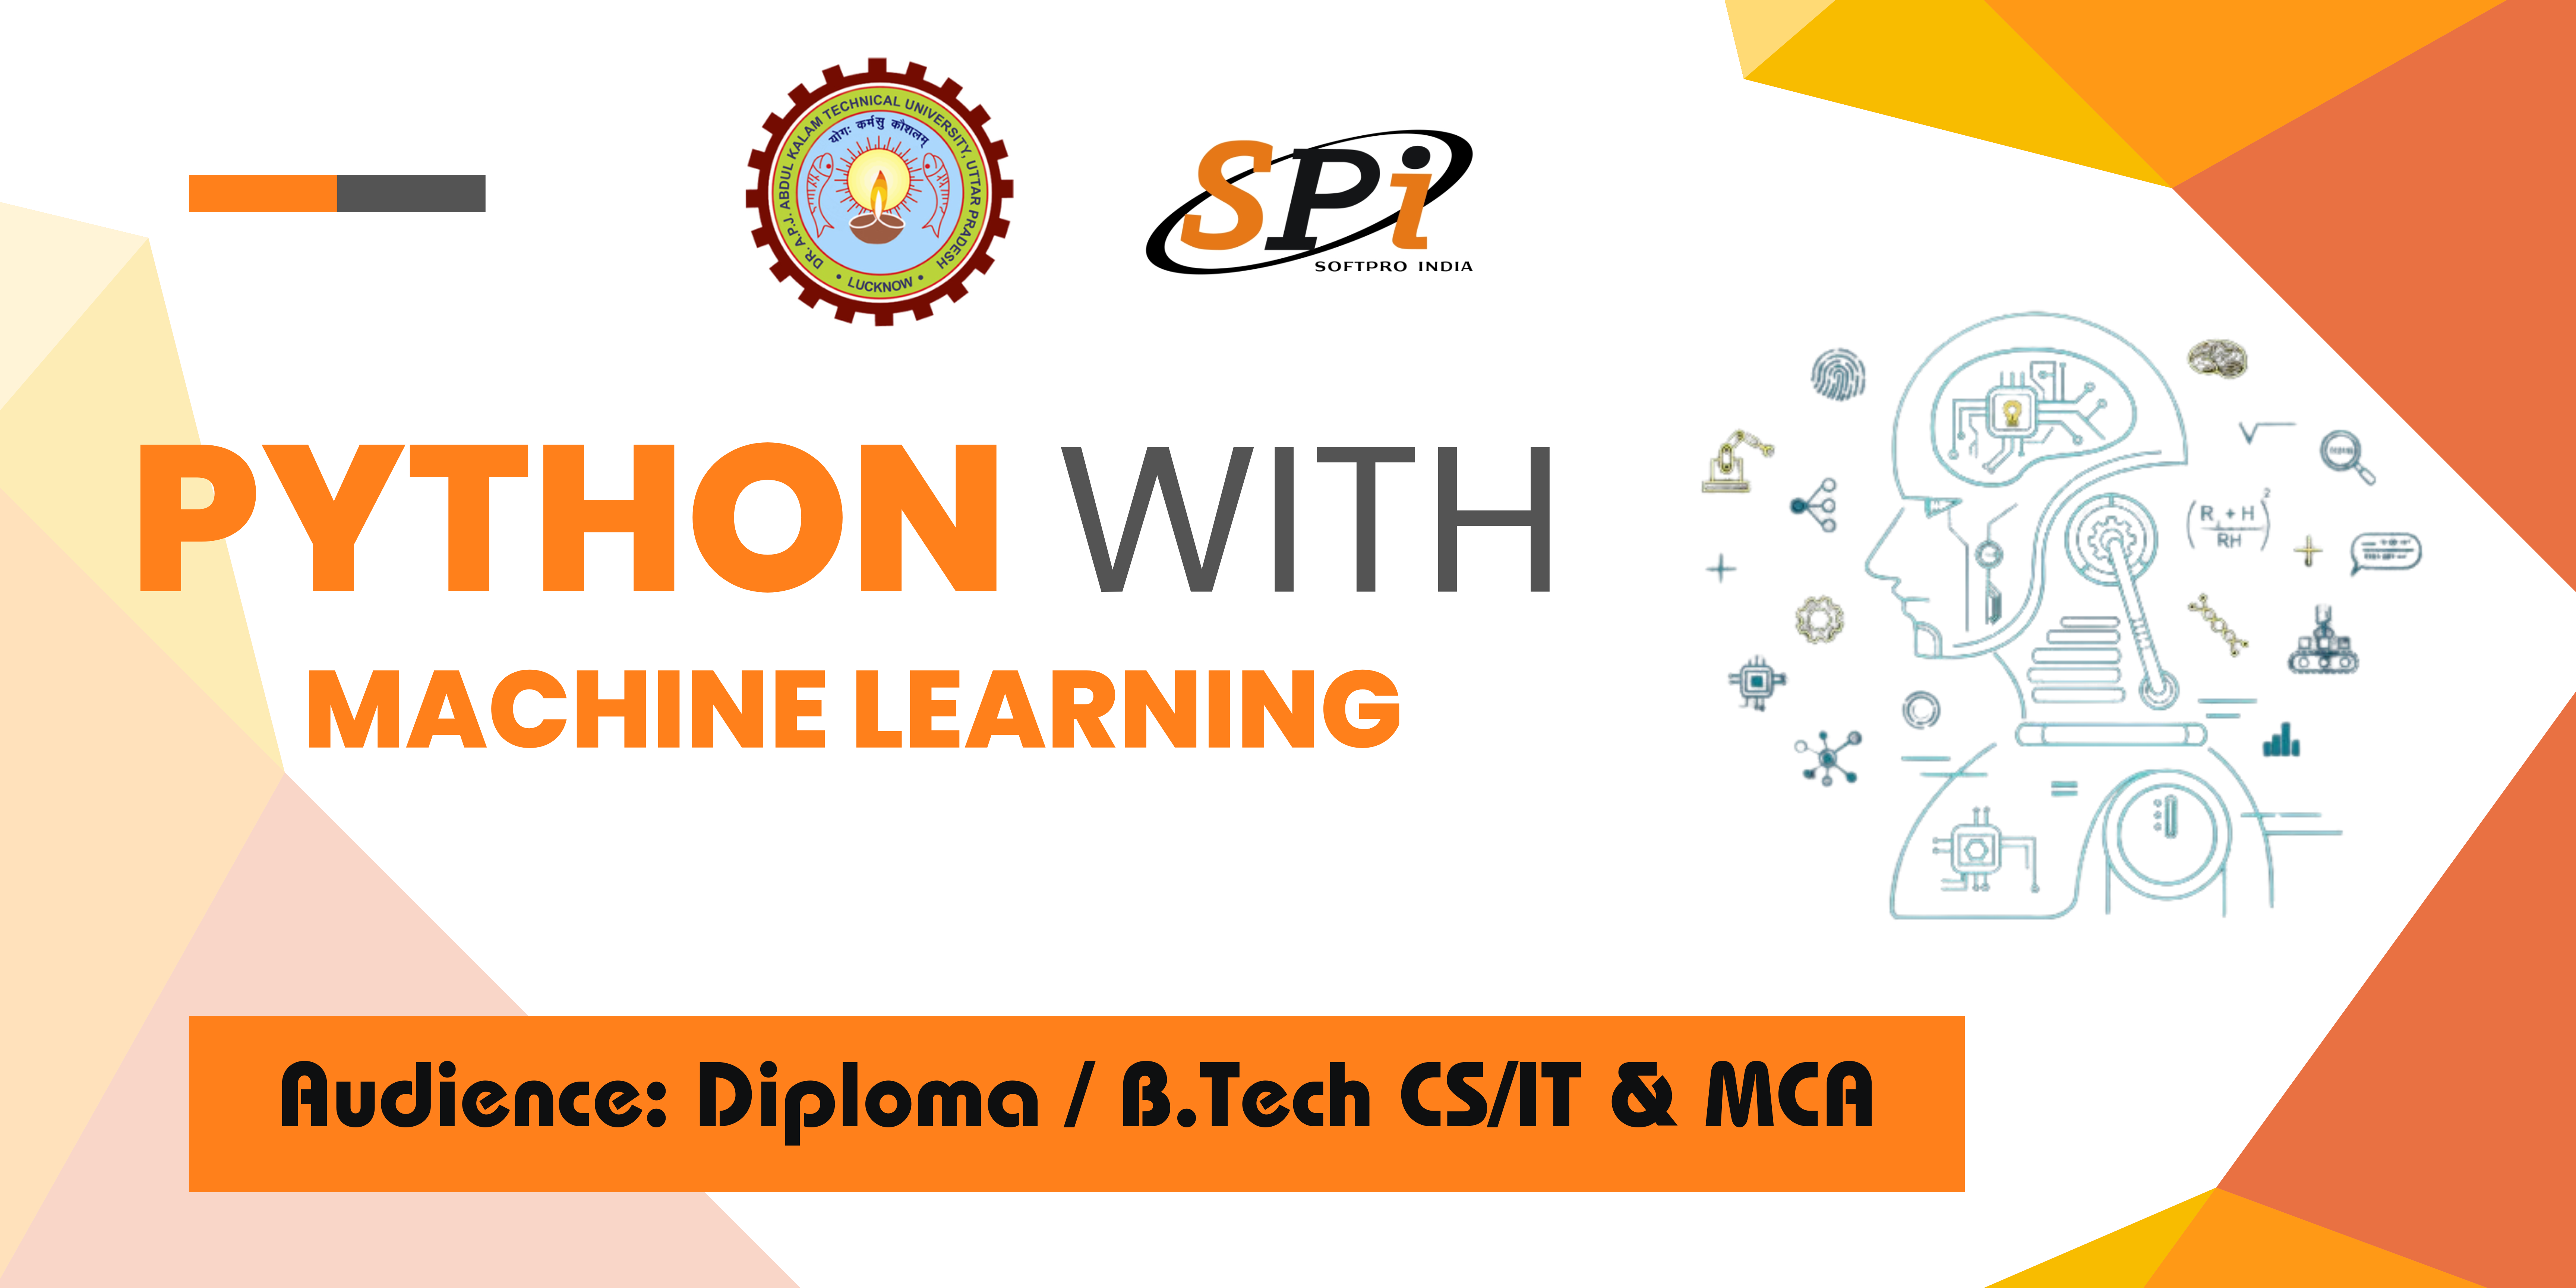 DR. A.P.J. ABDUL KALAM TECHNICAL UNIVERSITY, UTTAR PRADESH
योगः कर्मसु कौशलम्
• LUCKNOW •
SPi
SOFTPRO INDIA
PYTHON WITH
MACHINE LEARNING
R + H
2
RH
Audience: Diploma / B.Tech CS/IT & MCA